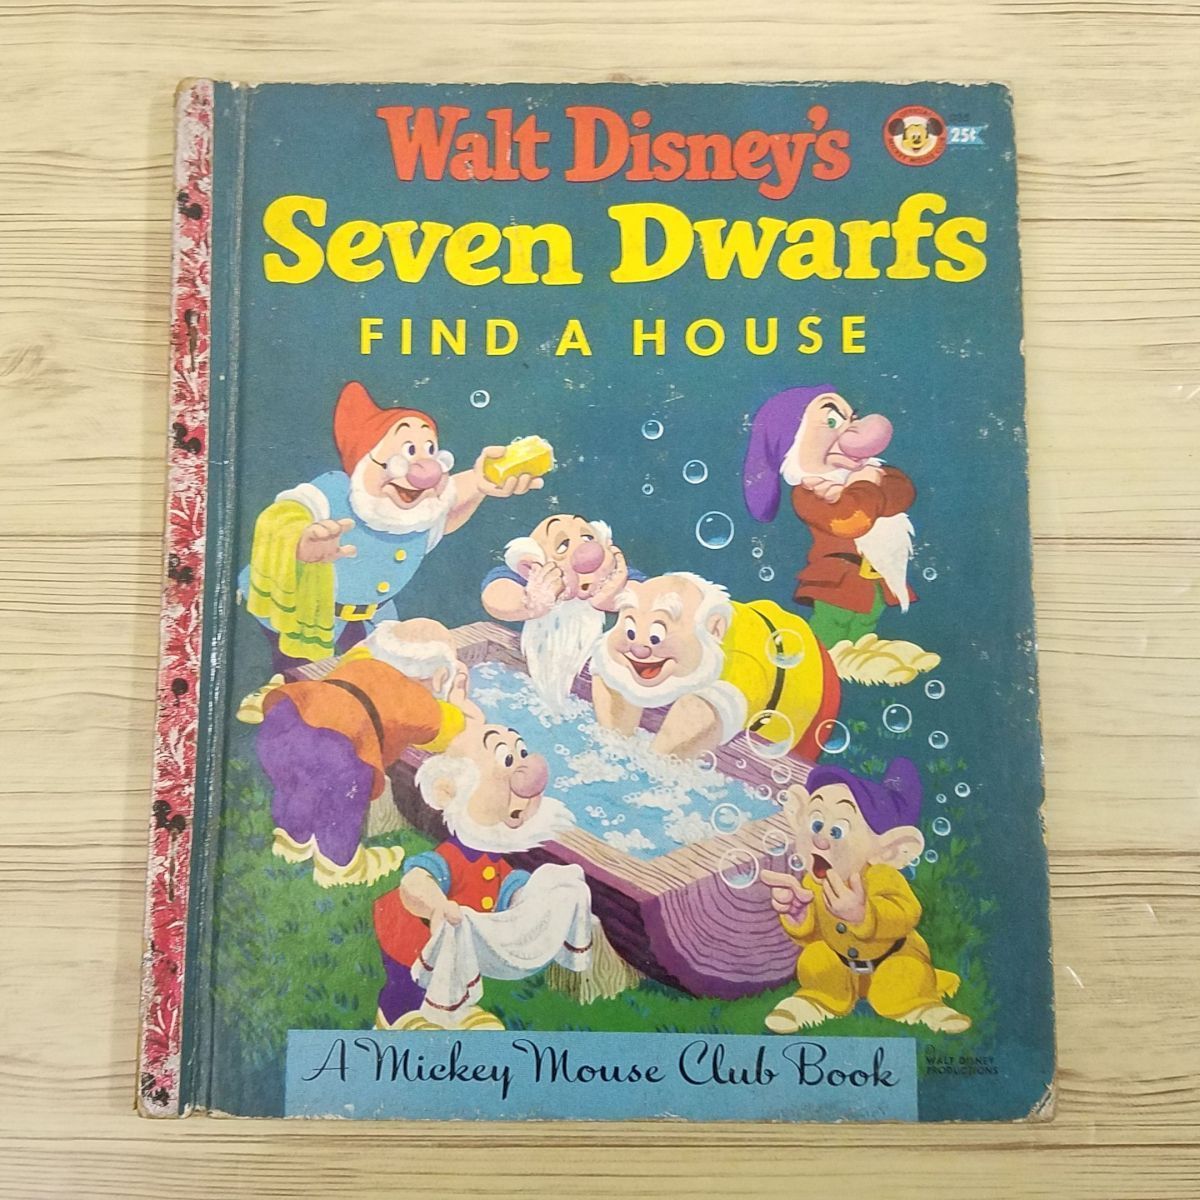 Walt Disney's
25¢
Seven Dwarfs
FIND A HOUSE
A Mickey Mouse Club Book
©
WALT DISNEY
PRODUCTIONS